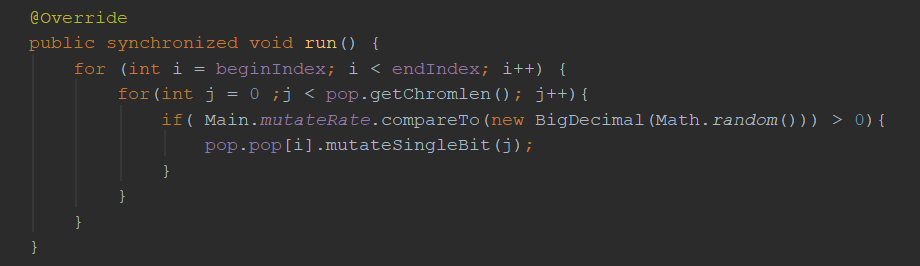 @Override
public synchronized void run() {
for (int i = beginIndex; i < endIndex; i++) {
for(int j = 0 ;j < pop.getChromlen(); j++){
if( Main.mutateRate.compareTo(new BigDecimal(Math.random())) > 0){
pop.pop[i].mutateSingleBit(j);
}
}
}
}